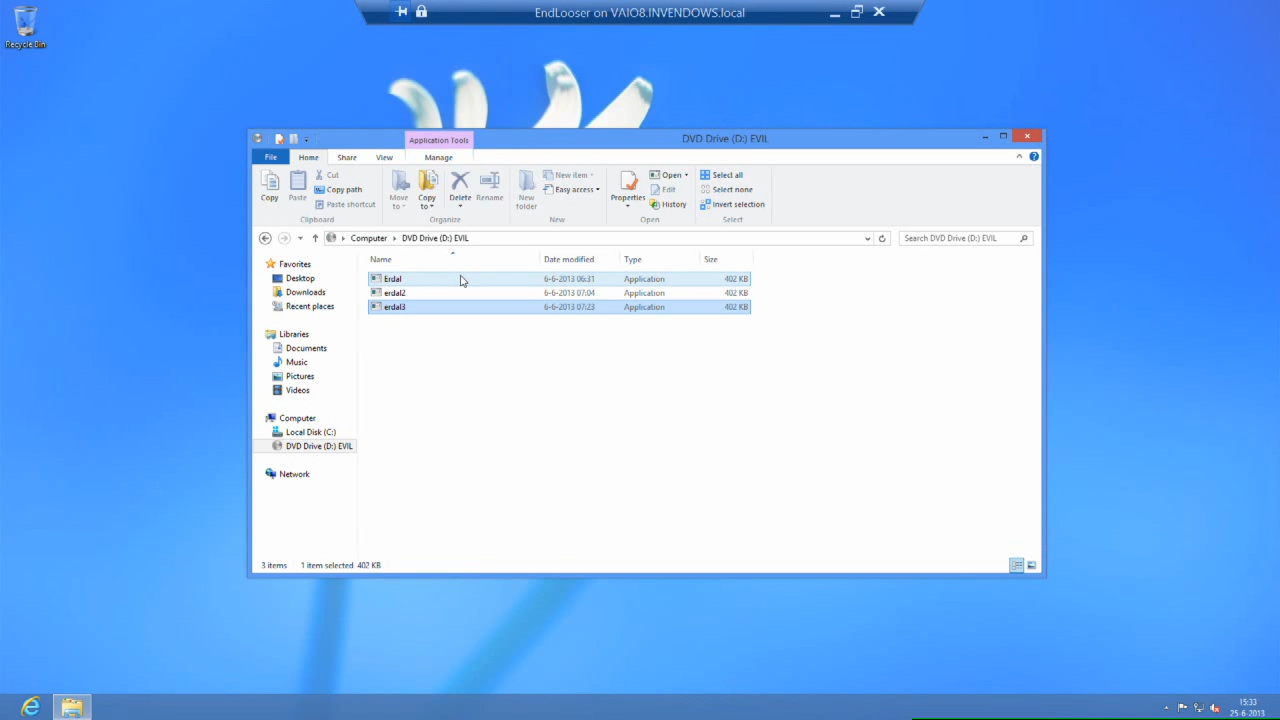 EndLooser on VAIO8.INVENDOWS.local
Recycle Bin
Application Tools
DVD Drive (D:) EVIL
File Home Share View Manage
Copy
Paste
Cut
Copy path
Paste shortcut
Clipboard
Move to
Copy to
Delete
Rename
Organize
New folder
New item
Easy access
New
Properties
Open
Edit
History
Open
Select all
Select none
Invert selection
Select
Computer DVD Drive (D:) EVIL
Search DVD Drive (D:) EVIL
Name Date modified Type Size
Erdal 6-6-2013 06:31 Application 402 KB
erdal2 6-6-2013 07:04 Application 402 KB
erdal3 6-6-2013 07:23 Application 402 KB
Favorites
Desktop
Downloads
Recent places
Libraries
Documents
Music
Pictures
Videos
Computer
Local Disk (C:)
DVD Drive (D:) EVIL
Network
3 items 1 item selected 402 KB
15:33
25-6-2013